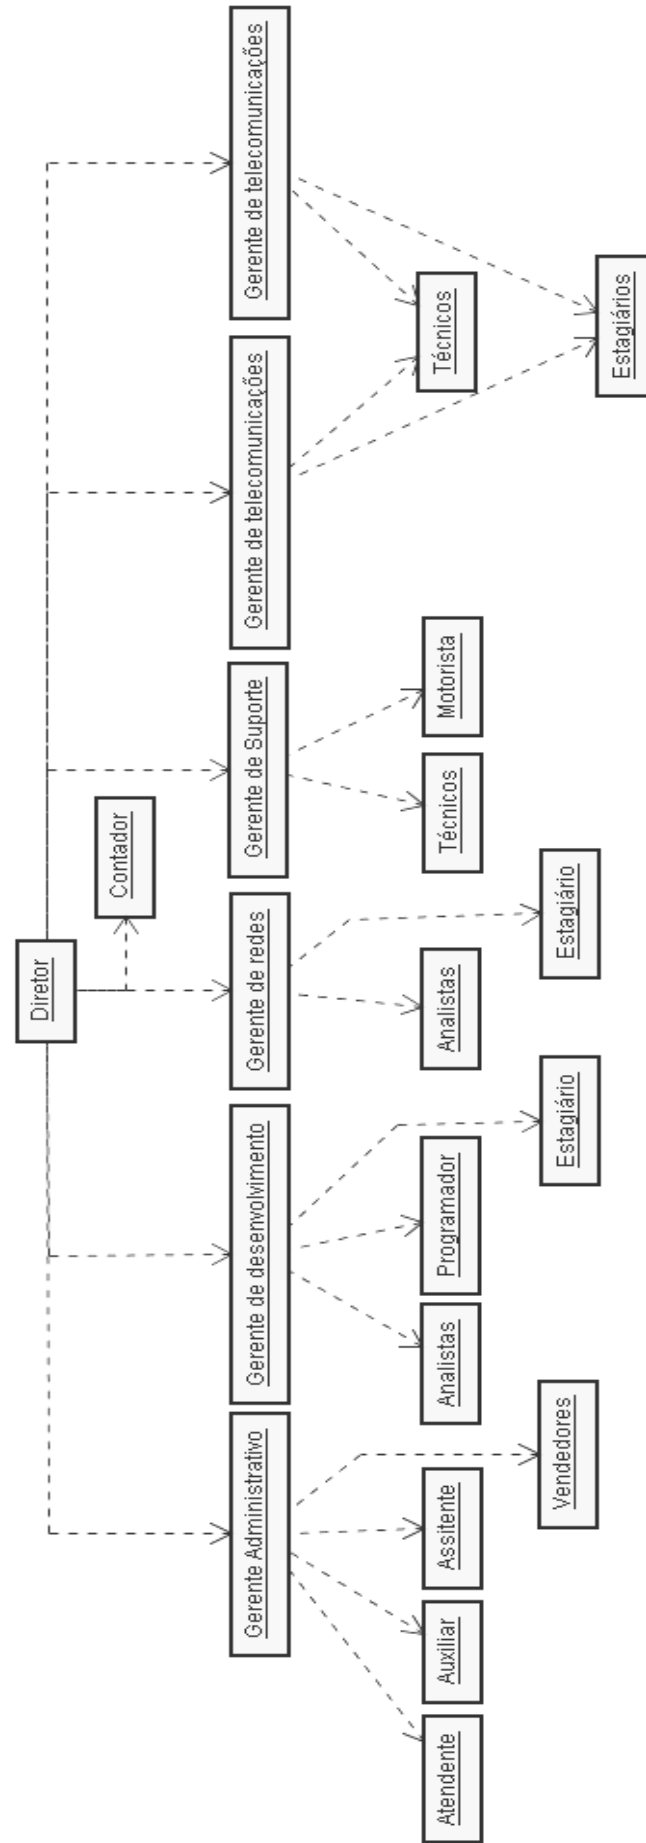 Diretor
Contador
Gerente Administrativo
Gerente de desenvolvimento
Gerente de redes
Gerente de Suporte
Gerente de telecomunicações
Gerente de telecomunicações
Atendente
Auxiliar
Assitente
Analistas
Programador
Analistas
Técnicos
Motorista
Técnicos
Vendedores
Estagiário
Estagiário
Estagiários